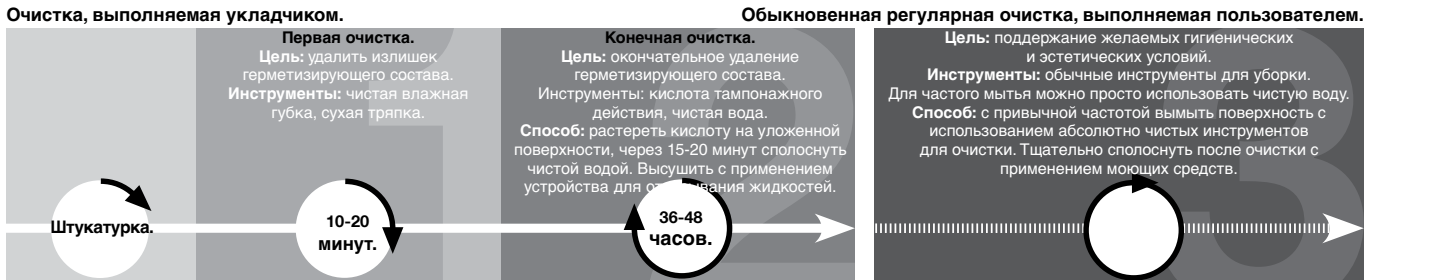 Очистка, выполняемая укладчиком.
Первая очистка.
Цель: удалить излишек
герметизирующего состава.
Инструменты: чистая влажная
губка, сухая тряпка.
Конечная очистка.
Цель: окончательное удаление
герметизирующего состава.
Инструменты: кислота тампонажного
действия, чистая вода.
Способ: растереть кислоту на уложенной
поверхности, через 15-20 минут сполоснуть
чистой водой. Высушить с применением
устройства для жидкостей.
Штукатурка.
10-20
минут.
36-48
часов.
1
2
Обыкновенная регулярная очистка, выполняемая пользователем.
Цель: поддержание желаемых гигиенических
и эстетических условий.
Инструменты: обычные инструменты для уборки.
Для частого мытья можно просто использовать чистую воду.
Способ: с привычной частотой вымыть поверхность с
использованием абсолютно чистых инструментов
для очистки. Тщательно сполоснуть после очистки с
применением моющих средств.
3